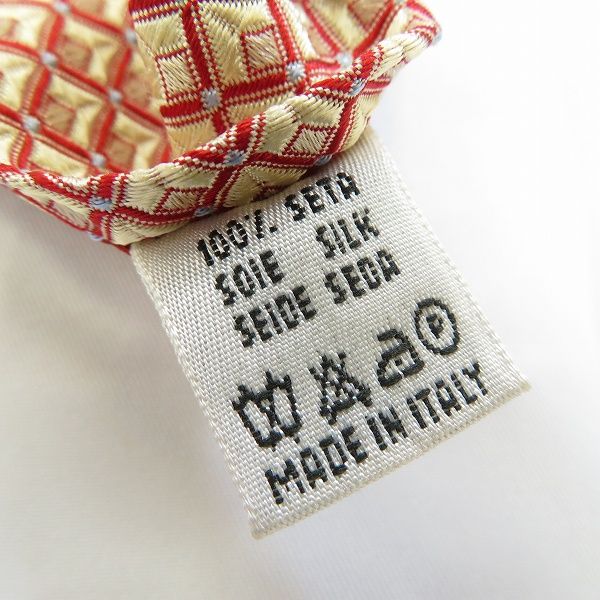 100% SETA
SOIE SILK
SEIDE SEDA
P
MADE IN ITALY